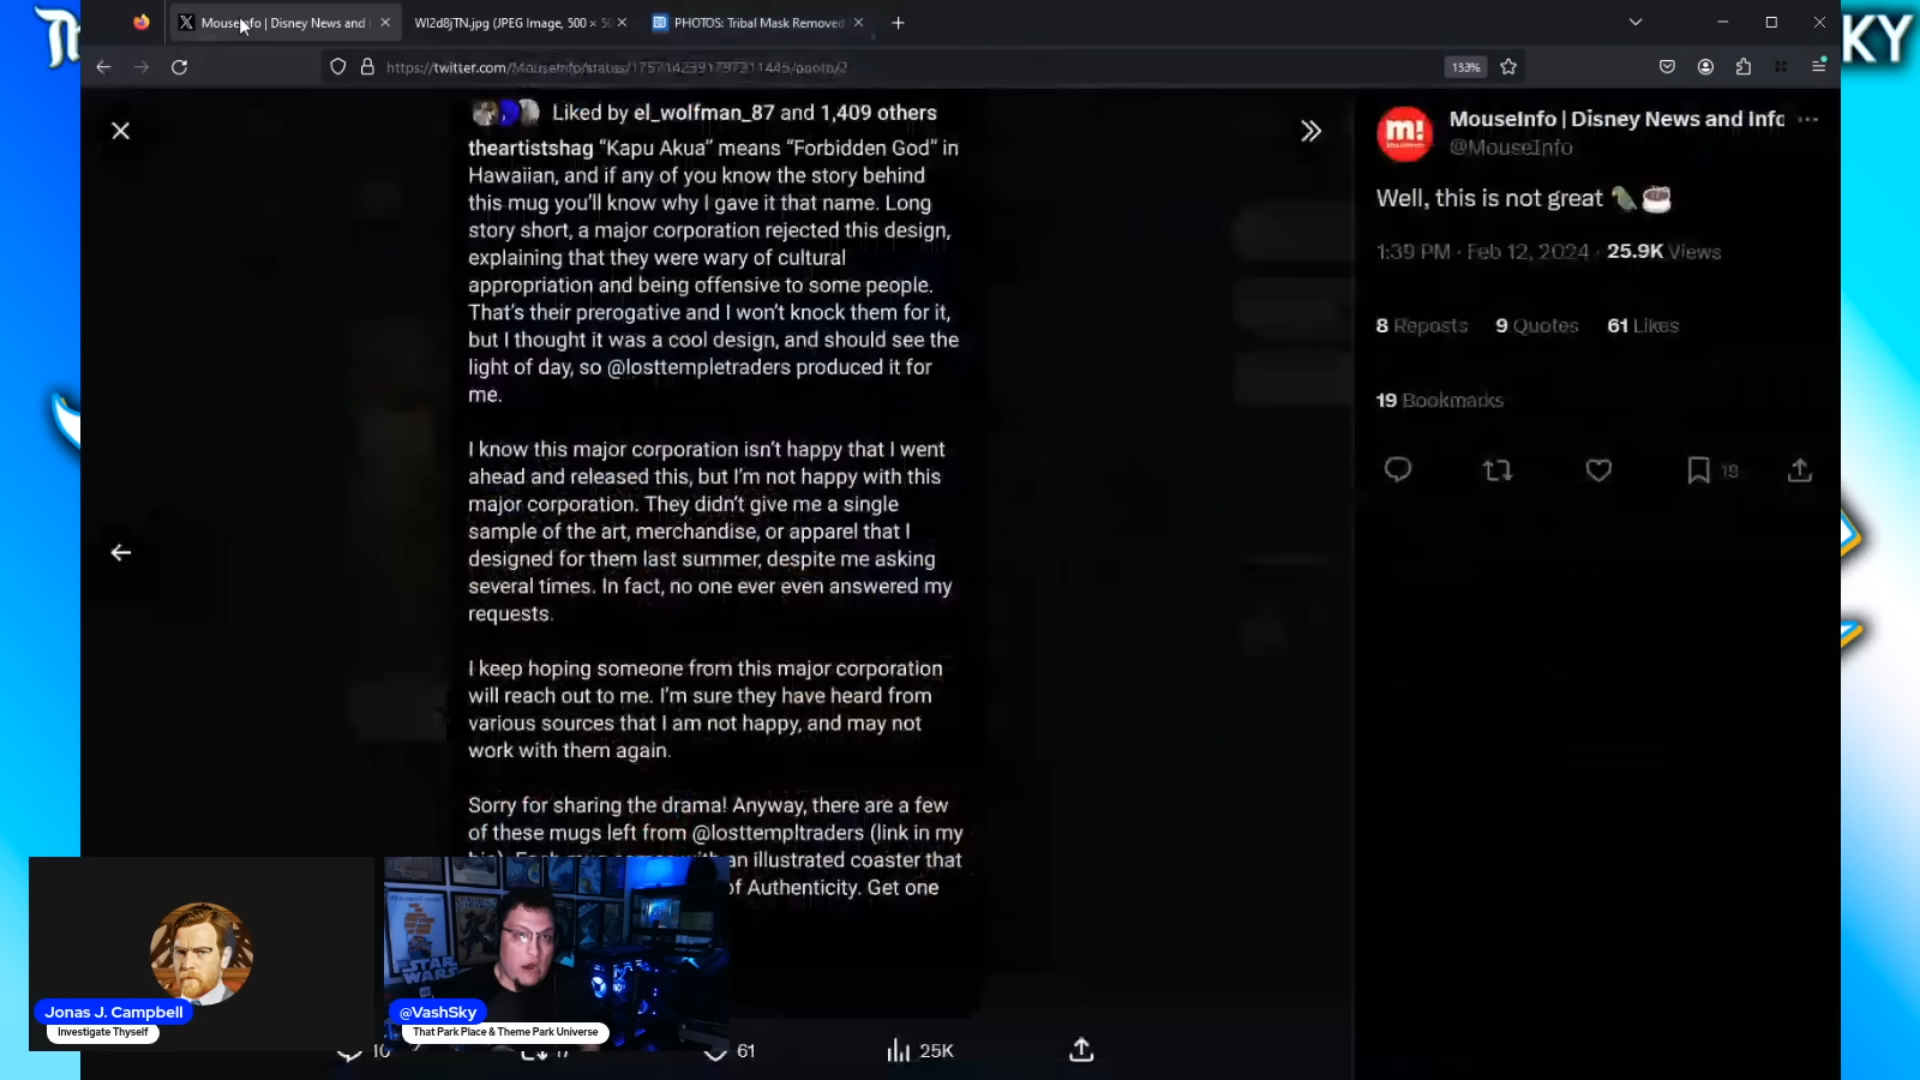 MouseInfo | Disney News and
WI2d8jTN.jpg (JPEG Image, 500 × 50
PHOTOS: Tribal Mask Removed
153%
Liked by el_wolfman_87 and 1,409 others
theartistshag “Kapu Akua” means “Forbidden God” in
Hawaiian, and if any of you know the story behind
this mug you’ll know why I gave it that name. Long
story short, a major corporation rejected this design,
explaining that they were wary of cultural
appropriation and being offensive to some people.
That’s their prerogative and I won’t knock them for it,
but I thought it was a cool design, and should see the
light of day, so @losttempletraders produced it for
me.
I know this major corporation isn’t happy that I went
ahead and released this, but I’m not happy with this
major corporation. They didn’t give me a single
sample of the art, merchandise, or apparel that I
designed for them last summer, despite me asking
several times. In fact, no one ever even answered my
requests.
I keep hoping someone from this major corporation
will reach out to me. I’m sure they have heard from
various sources that I am not happy, and may not
work with them again.
Sorry for sharing the drama! Anyway, there are a few
of these mugs left from @losttempltraders (link in my
an illustrated coaster that
of Authenticity. Get one
m!
MouseInfo | Disney News and Info
@MouseInfo
Well, this is not great
1:39 PM · Feb 12, 2024 · 25.9K Views
8 Reposts 9 Quotes 61 Likes
19 Bookmarks
19
STAR WARS
Jonas J. Campbell
Investigate Thyself
@VashSky
That Park Place & Theme Park Universe
61
25K
KY